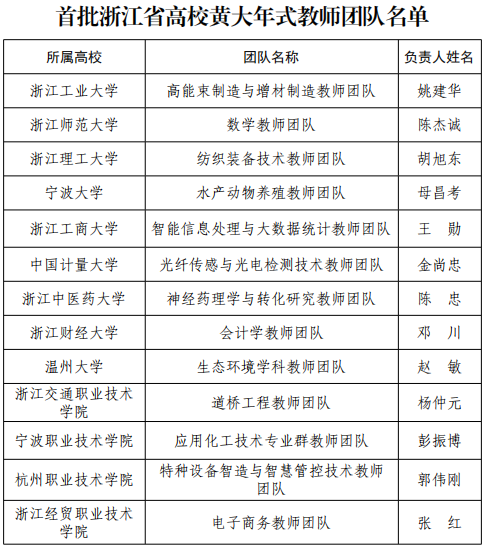 首批浙江省高校黄大年式教师团队名单
所属高校 团队名称 负责人姓名
浙江工业大学 高能束制造与增材制造教师团队 姚建华
浙江师范大学 数学教师团队 陈杰诚
浙江理工大学 纺织装备技术教师团队 胡旭东
宁波大学 水产动物养殖教师团队 母昌考
浙江工商大学 智能信息处理与大数据统计教师团队 王 勋
中国计量大学 光纤传感与光电检测技术教师团队 金尚忠
浙江中医药大学 神经药理学与转化研究教师团队 陈 忠
浙江财经大学 会计学教师团队 邓 川
温州大学 生态环境学科教师团队 赵 敏
浙江交通职业技术
学院 道桥工程教师团队 杨仲元
宁波职业技术学院 应用化工技术专业群教师团队 彭振博
杭州职业技术学院 特种设备智造与智慧管控技术教师
团队 郭伟刚
浙江经贸职业技术
学院 电子商务教师团队 张 红